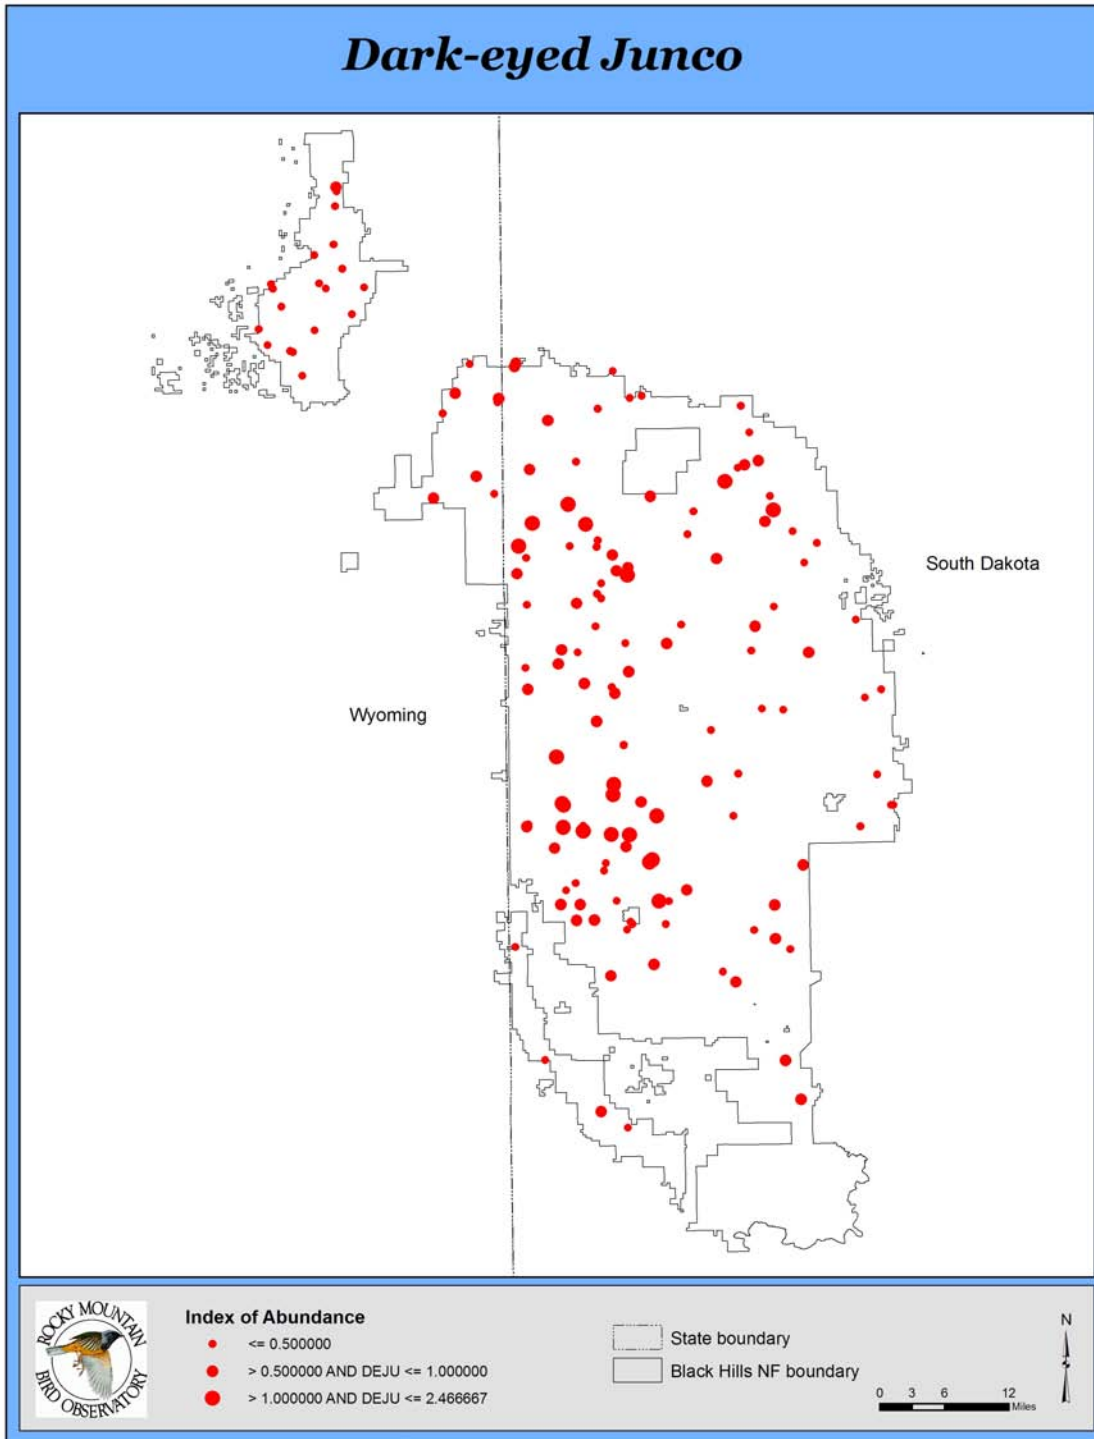 Dark-eyed Junco
South Dakota
Wyoming
ROCKY MOUNTAIN
BIRD OBSERVATORY
Index of Abundance
<= 0.500000
> 0.500000 AND DEJU <= 1.000000
> 1.000000 AND DEJU <= 2.466667
State boundary
Black Hills NF boundary
N
0 3 6 12
Miles